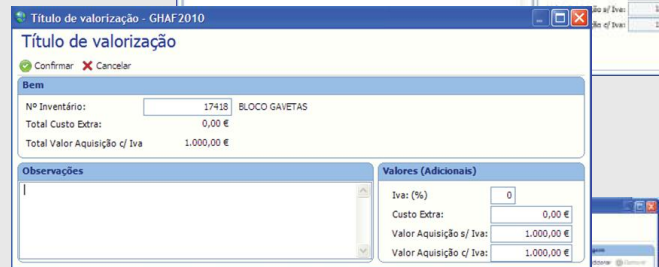 Título de valorização - GHAF2010
Título de valorização
Confirmar Cancelar
Bem
Nº Inventário: 17418 BLOCO GAVETAS
Total Custo Extra: 0,00 €
Total Valor Aquisição c/ Iva 1.000,00 €
Observações
Valores (Adicionais)
Iva: (%) 0
Custo Extra: 0,00 €
Valor Aquisição s/ Iva: 1.000,00 €
Valor Aquisição c/ Iva: 1.000,00 €
s/ Iva:
c/ Iva: